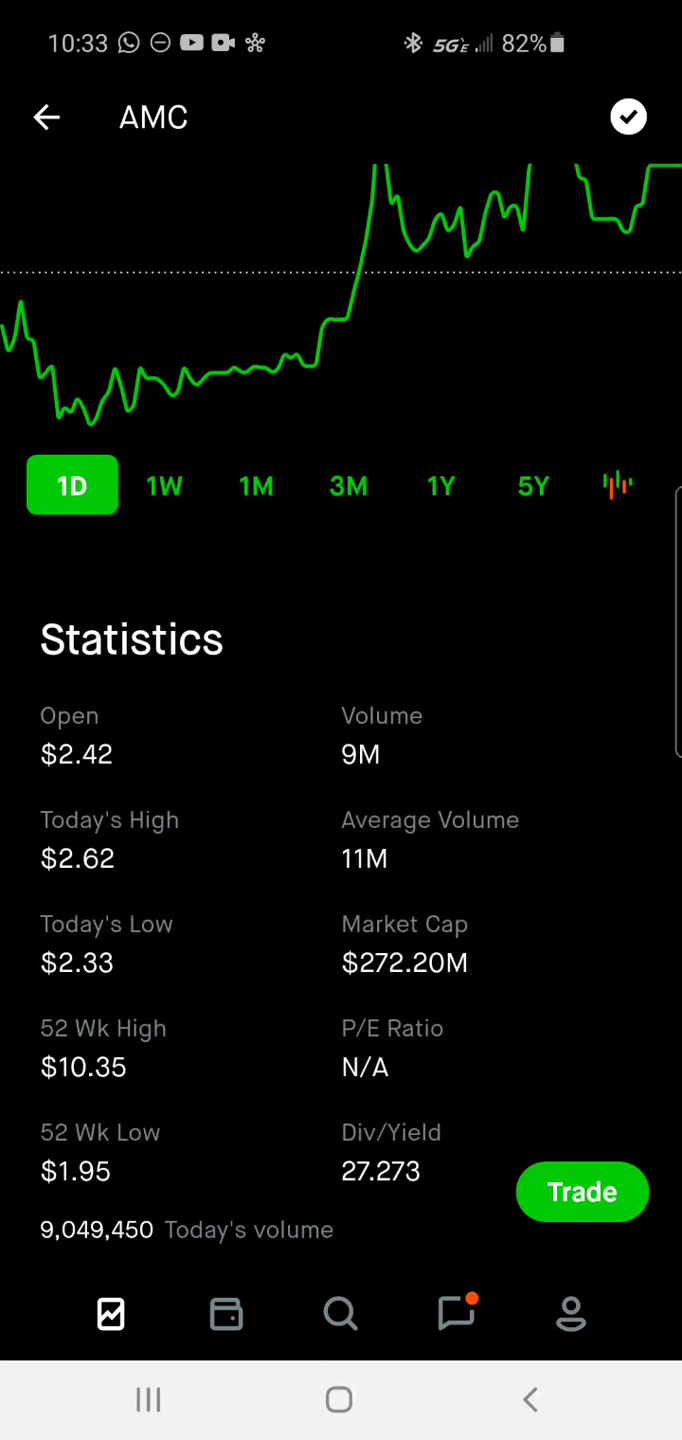 10:33 5GE 82%
AMC
1D 1W 1M 3M 1Y 5Y
Statistics
Open Volume
$2.42 9M
Today's High Average Volume
$2.62 11M
Today's Low Market Cap
$2.33 $272.20M
52 Wk High P/E Ratio
$10.35 N/A
52 Wk Low Div/Yield
$1.95 27.273
Trade
9,049,450 Today's volume